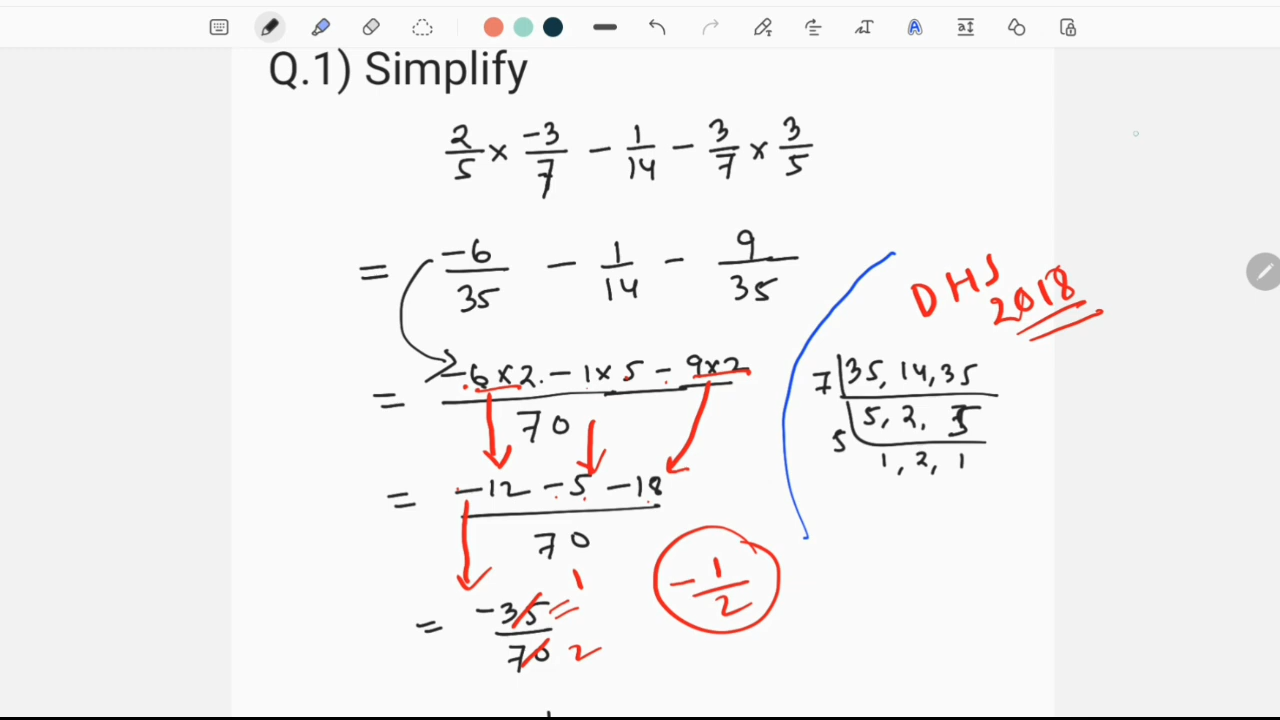 Q.1) Simplify
2/5 × -3/7 - 1/14 - 3/7 × 3/5
= -6/35 - 1/14 - 9/35
DHS
2018
= -6×2 - 1×5 - 9×2 / 70
7 | 35, 14, 35
5 | 5, 2, 5
1, 2, 1
= -12 -5 -18 / 70
-1/2
= -35/70
1
2